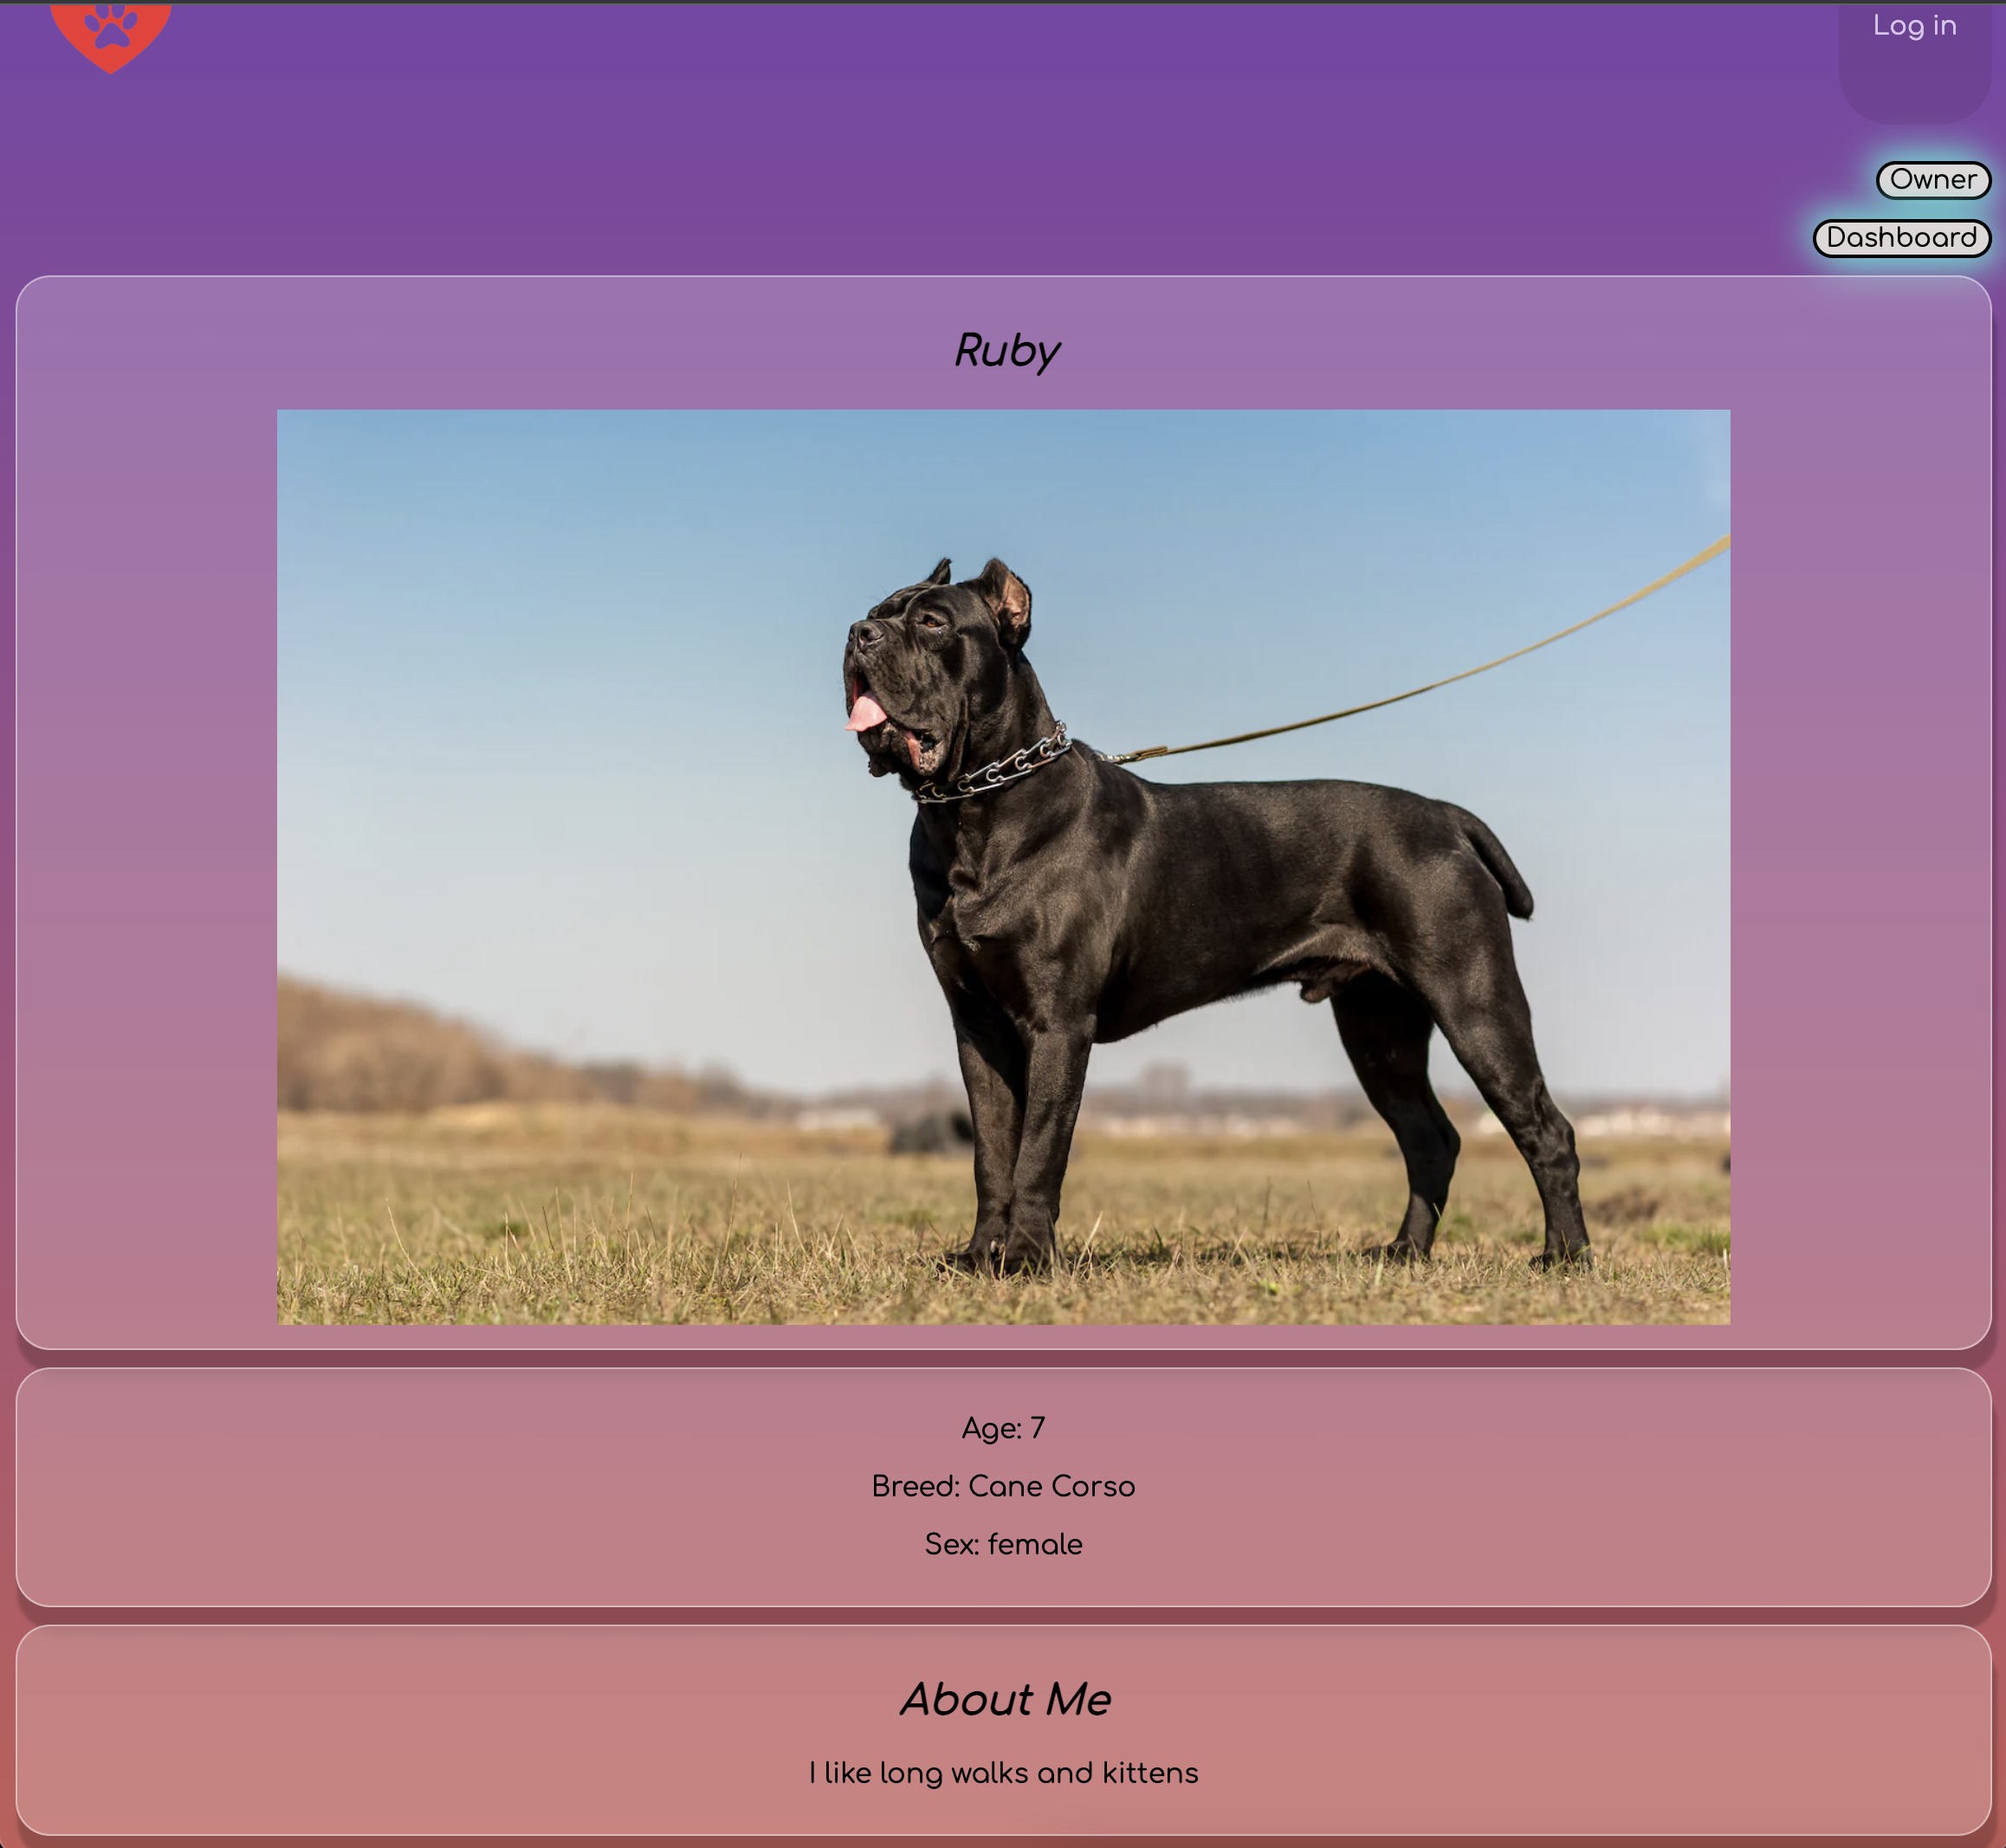 Log in
Owner
Dashboard
Ruby
Age: 7
Breed: Cane Corso
Sex: female
About Me
I like long walks and kittens